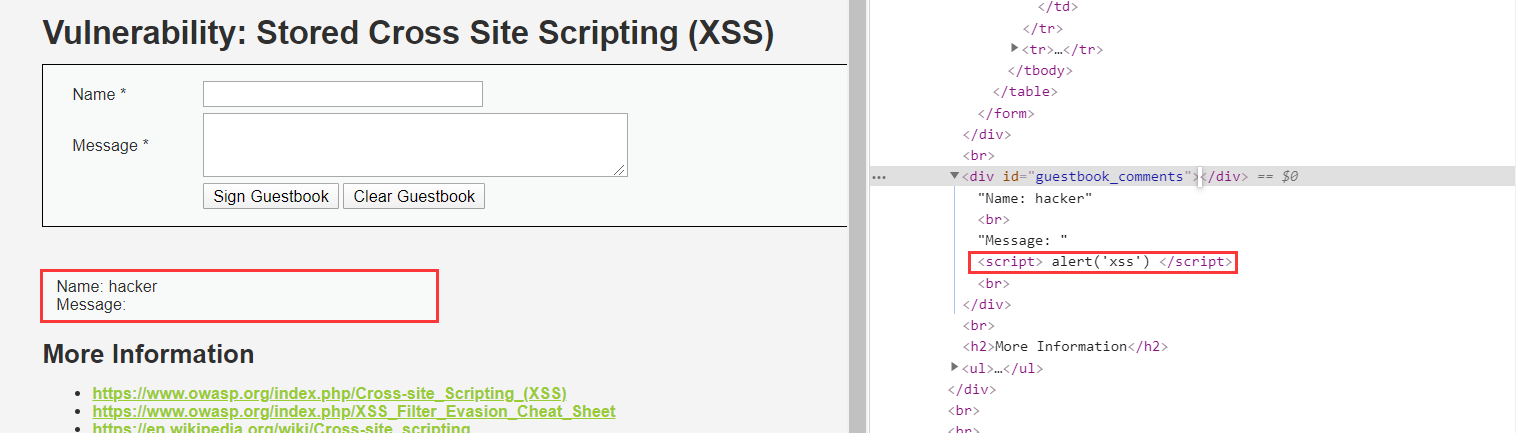 Vulnerability: Stored Cross Site Scripting (XSS)
Name *
Message *
Sign Guestbook Clear Guestbook
Name: hacker
Message:
More Information
https://www.owasp.org/index.php/Cross-site_Scripting_(XSS)
https://www.owasp.org/index.php/XSS_Filter_Evasion_Cheat_Sheet
https://en.wikipedia.org/wiki/Cross-site_scripting
</td>
</tr>
<tr>…</tr>
</tbody>
</table>
</form>
</div>
<br>
<div id="guestbook_comments"></div> == $0
"Name: hacker"
<br>
"Message: "
<script> alert('xss') </script>
<br>
</div>
<br>
<h2>More Information</h2>
<ul>…</ul>
</div>
<br>
<br>